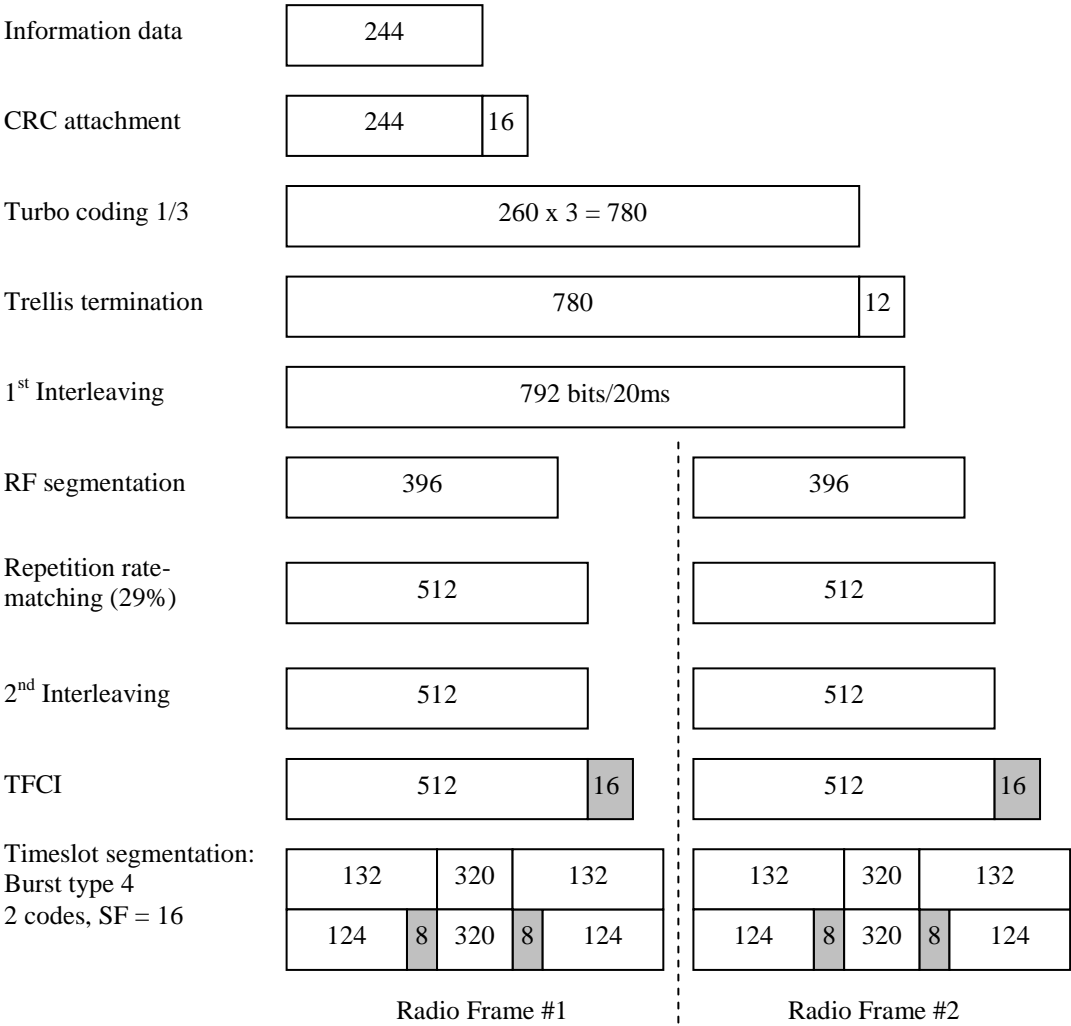 Information data
244
CRC attachment
244 16
Turbo coding 1/3
260 x 3 = 780
Trellis termination
780 12
1st Interleaving
792 bits/20ms
RF segmentation
396 396
Repetition rate-
matching (29%)
512 512
2nd Interleaving
512 512
TFCI
512 16 512 16
Timeslot segmentation:
Burst type 4
2 codes, SF = 16
132 320 132 132 320 132
124 8 320 8 124 124 8 320 8 124
Radio Frame #1 Radio Frame #2